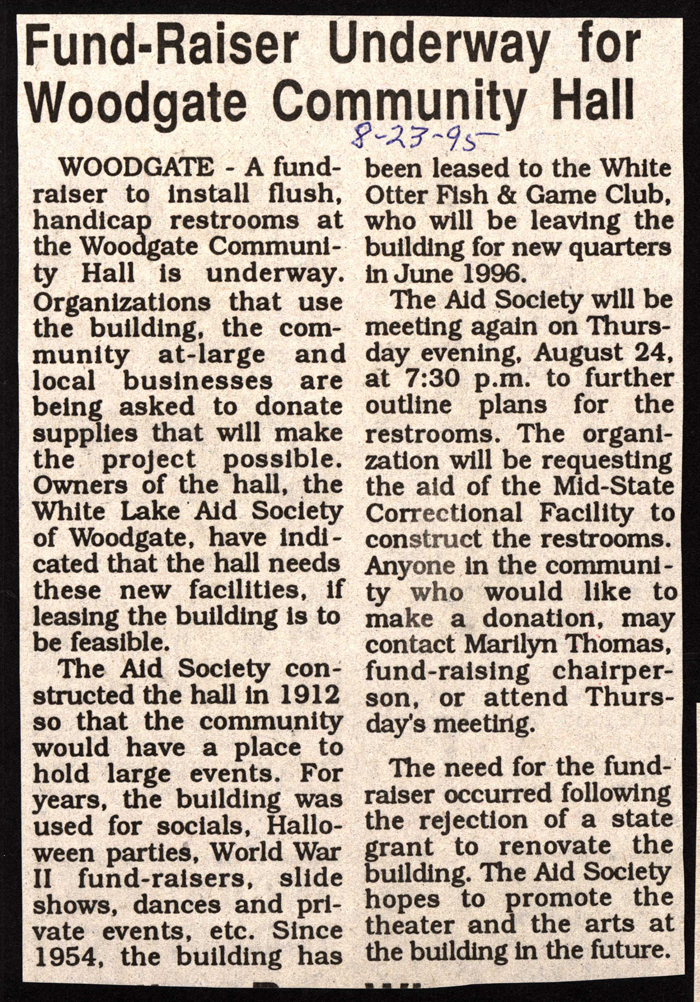 Fund-Raiser Underway for
Woodgate Community Hall
8-23-95
WOODGATE - A fund-
raiser to install flush,
handicap restrooms at
the Woodgate Communi-
ty Hall is underway.
Organizations that use
the building, the com-
munity at-large and
local businesses are
being asked to donate
supplies that will make
the project possible.
Owners of the hall, the
White Lake Aid Society
of Woodgate, have indi-
cated that the hall needs
these new facilities, if
leasing the building is to
be feasible.
The Aid Society con-
structed the hall in 1912
so that the community
would have a place to
hold large events. For
years, the building was
used for socials, Hallo-
ween parties, World War
II fund-raisers, slide
shows, dances and pri-
vate events, etc. Since
1954, the building has
been leased to the White
Otter Fish & Game Club,
who will be leaving the
building for new quarters
in June 1996.
The Aid Society will be
meeting again on Thurs-
day evening, August 24,
at 7:30 p.m. to further
outline plans for the
restrooms. The organi-
zation will be requesting
the aid of the Mid-State
Correctional Facility to
construct the restrooms.
Anyone in the communi-
ty who would like to
make a donation, may
contact Marilyn Thomas,
fund-raising chairper-
son, or attend Thurs-
day's meeting.
The need for the fund-
raiser occurred following
the rejection of a state
grant to renovate the
building. The Aid Society
hopes to promote the
theater and the arts at
the building in the future.